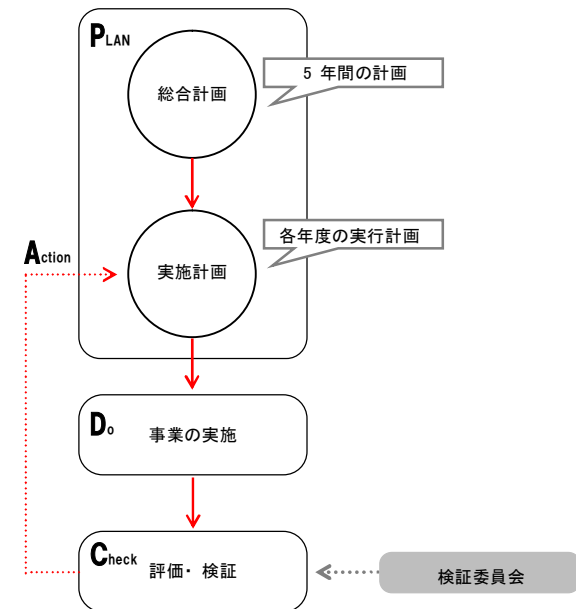 PLAN
総合計画
5 年間の計画
各年度の実行計画
Action
実施計画
Do
事業の実施
Check
評価・検証
検証委員会